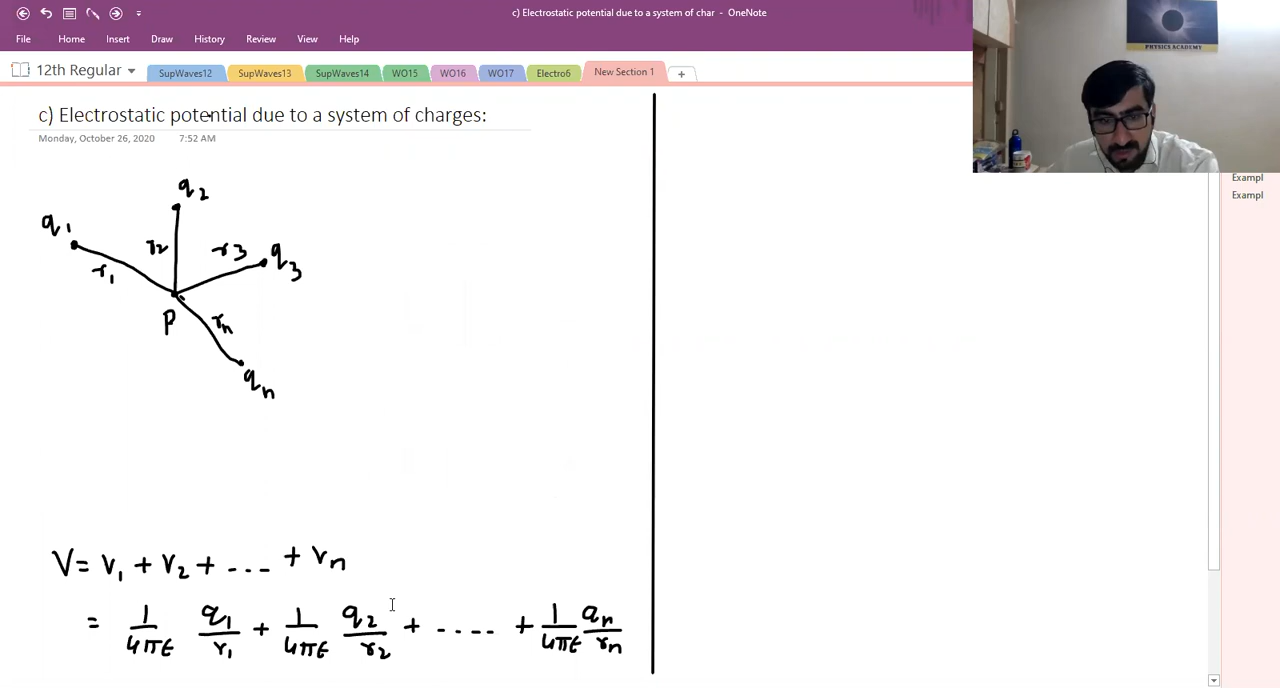 c) Electrostatic potential due to a system of char - OneNote
File Home Insert Draw History Review View Help
PHYSICS ACADEMY
12th Regular SupWaves12 SupWaves13 SupWaves14 WO15 WO16 WO17 Electro6 New Section 1 +
c) Electrostatic potential due to a system of charges:
Monday, October 26, 2020 7:52 AM
Exampl
Exampl
q2
q1
r2 r3 q3
r1
P rn
qn
V = V1 + V2 + ---- + Vn
= 1/4πϵ q1/r1 + 1/4πϵ q2/r2 + ---- + 1/4πϵ qn/rn